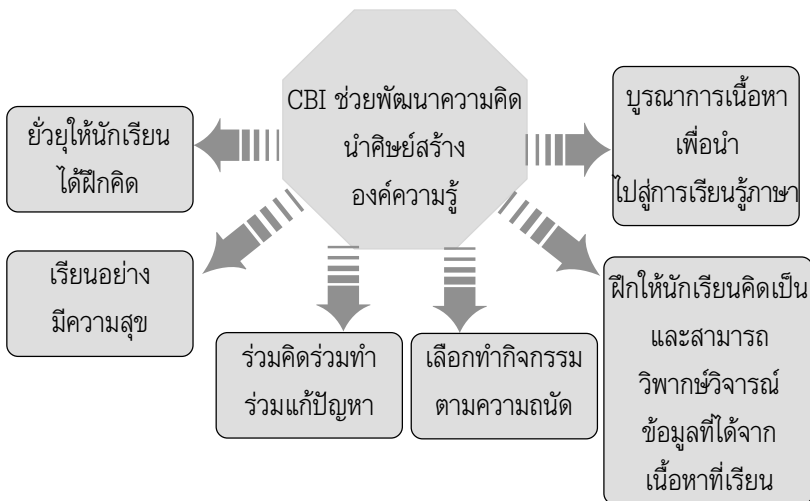 CBI ช่วยพัฒนาความคิด
นำศิษย์สร้าง
องค์ความรู้
ยั่วยุให้นักเรียน
ได้ฝึกคิด
เรียนอย่าง
มีความสุข
ร่วมคิดร่วมทำ
ร่วมแก้ปัญหา
เลือกทำกิจกรรม
ตามความถนัด
บูรณาการเนื้อหา
เพื่อนำ
ไปสู่การเรียนรู้ภาษา
ฝึกให้นักเรียนคิดเป็น
และสามารถ
วิพากษ์วิจารณ์
ข้อมูลที่ได้จาก
เนื้อหาที่เรียน